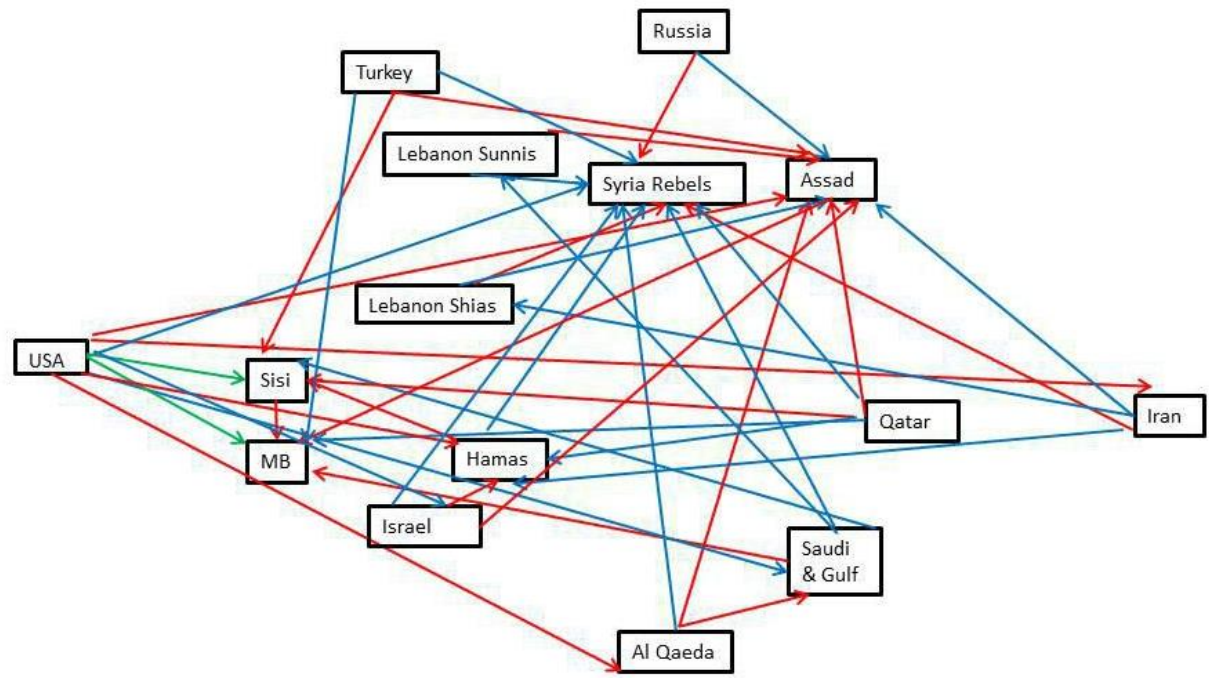 Russia
Turkey
Lebanon Sunnis
Syria Rebels
Assad
Lebanon Shias
USA
Sisi
Qatar
Iran
MB
Hamas
Israel
Saudi
& Gulf
Al Qaeda